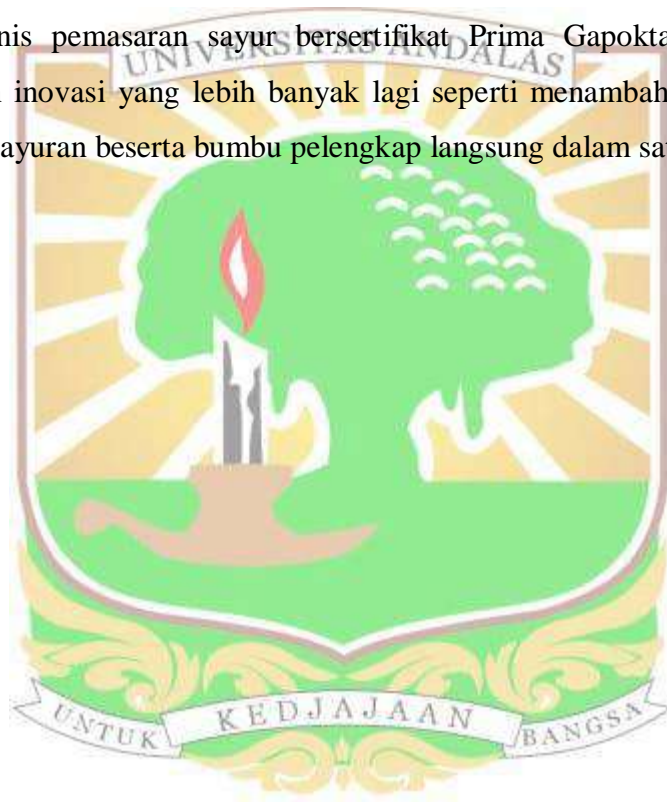 nis pemasaran sayur bersertifikat Prima Gapokta
UNIVERSITAS ANDALAS
inovasi yang lebih banyak lagi seperti menambah
ayuran beserta bumbu pelengkap langsung dalam sa
UNTUK KEDJAJAAN BANGSA